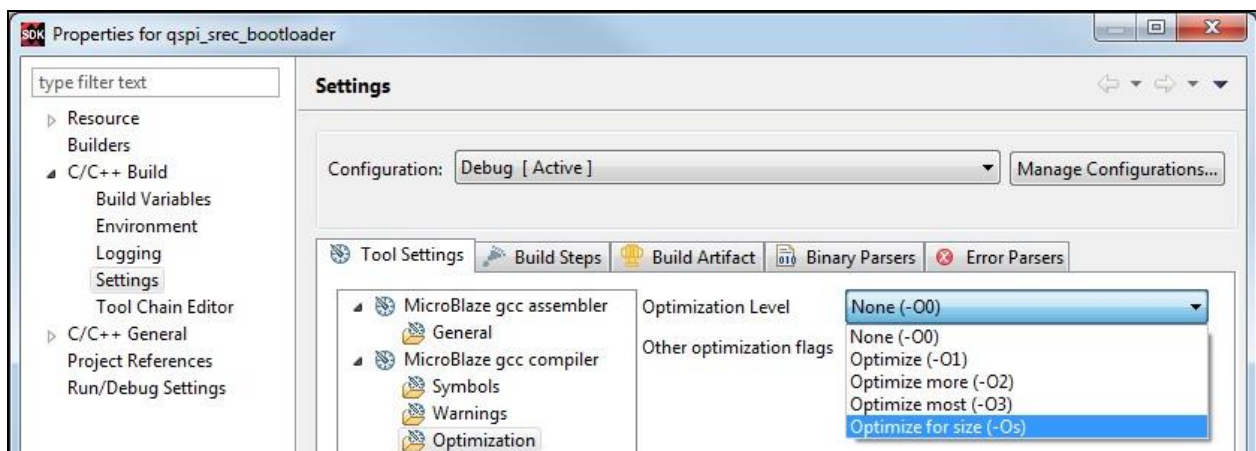 SDK Properties for qspi_srec_bootloader
type filter text
Resource
Builders
C/C++ Build
Build Variables
Environment
Logging
Settings
Tool Chain Editor
C/C++ General
Project References
Run/Debug Settings
Settings
Configuration: Debug [ Active ] Manage Configurations...
Tool Settings Build Steps Build Artifact 010 Binary Parsers Error Parsers
MicroBlaze gcc assembler
General
MicroBlaze gcc compiler
Symbols
Warnings
Optimization
Optimization Level None (-O0)
Other optimization flags
None (-O0)
Optimize (-O1)
Optimize more (-O2)
Optimize most (-O3)
Optimize for size (-Os)